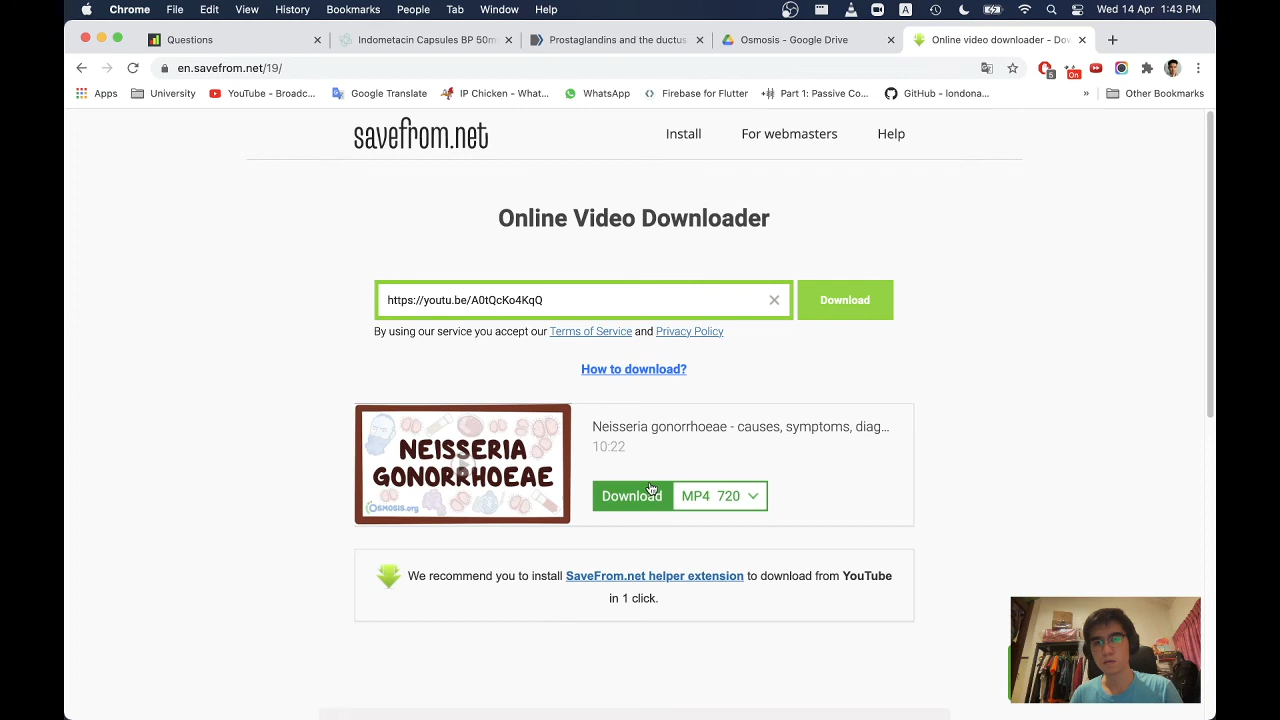 Chrome File Edit View History Bookmarks People Tab Window Help A Wed 14 Apr 1:43 PM
Questions Indometacin Capsules BP 50m Prostaglandins and the ductus Osmosis - Google Drive Online video downloader - Dow
en.savefrom.net/19/ 5 On
Apps University YouTube - Broadc... Google Translate IP Chicken - What... WhatsApp Firebase for Flutter Part 1: Passive Co... GitHub - londona... » Other Bookmarks
savefrom.net Install For webmasters Help
Online Video Downloader
https://youtu.be/A0tQcKo4KqQ Download
By using our service you accept our Terms of Service and Privacy Policy
How to download?
NEISSERIA
GONORRHOEAE
OSMOSIS.org
Neisseria gonorrhoeae - causes, symptoms, diag...
10:22
Download MP4 720
We recommend you to install SaveFrom.net helper extension to download from YouTube
in 1 click.